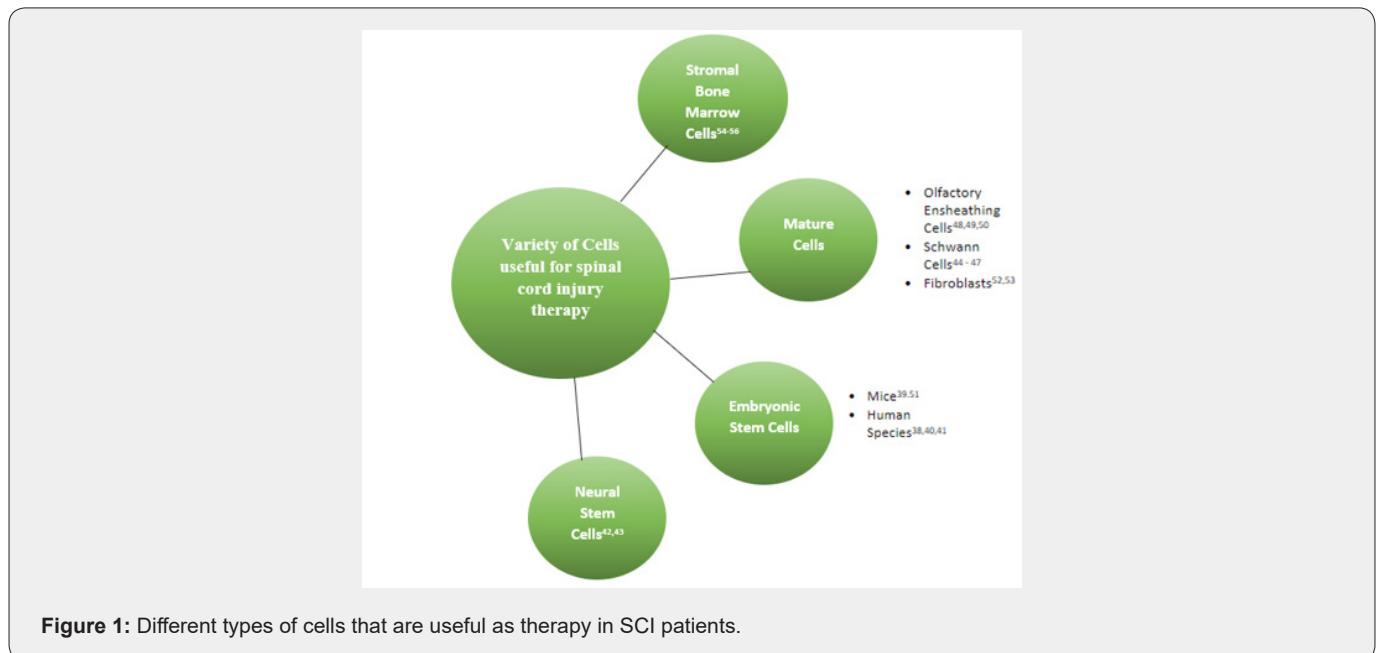 Stromal
Bone
Marrow
Cells54-56
Variety of Cells
useful for spinal
cord injury
therapy
Mature
Cells
• Olfactory
Ensheathing
Cells48,49,50
• Schwann
Cells44 - 47
• Fibroblasts52,53
Embryonic
Stem Cells
• Mice39.51
• Human
Species38,40,41
Neural
Stem
Cells42,43
Figure 1: Different types of cells that are useful as therapy in SCI patients.